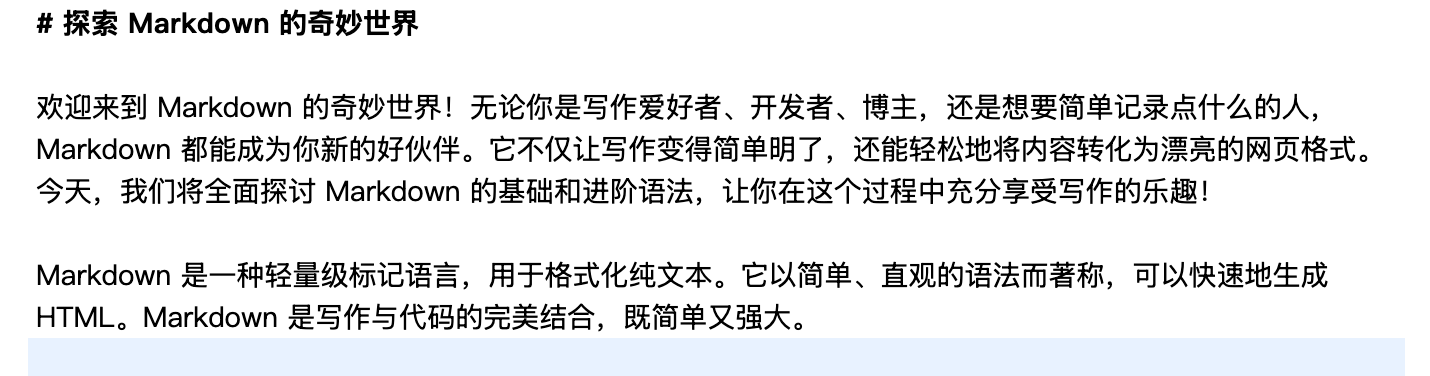 # 探索 Markdown 的奇妙世界
欢迎来到 Markdown 的奇妙世界！无论你是写作爱好者、开发者、博主，还是想要简单记录点什么的人，
Markdown 都能成为你新的好伙伴。它不仅让写作变得简单明了，还能轻松地将内容转化为漂亮的网页格式。
今天，我们将全面探讨 Markdown 的基础和进阶语法，让你在这个过程中充分享受写作的乐趣！
Markdown 是一种轻量级标记语言，用于格式化纯文本。它以简单、直观的语法而著称，可以快速地生成
HTML。Markdown 是写作与代码的完美结合，既简单又强大。